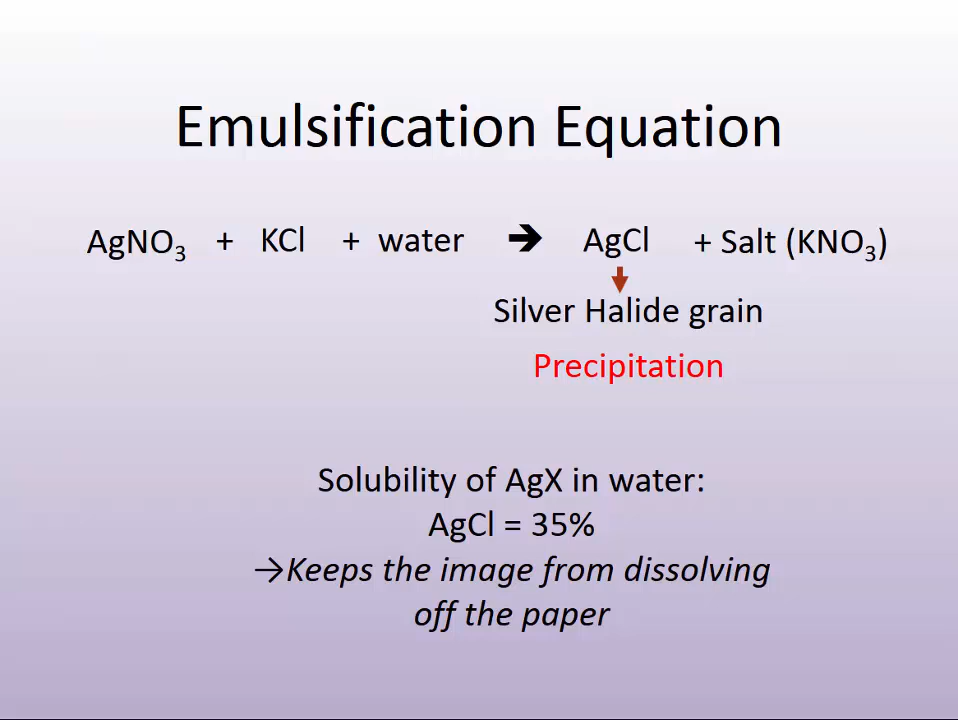 Emulsification Equation
AgNO₃ + KCl + water ➔ AgCl + Salt (KNO₃)
Silver Halide grain
Precipitation
Solubility of AgX in water:
AgCl = 35%
→Keeps the image from dissolving
off the paper